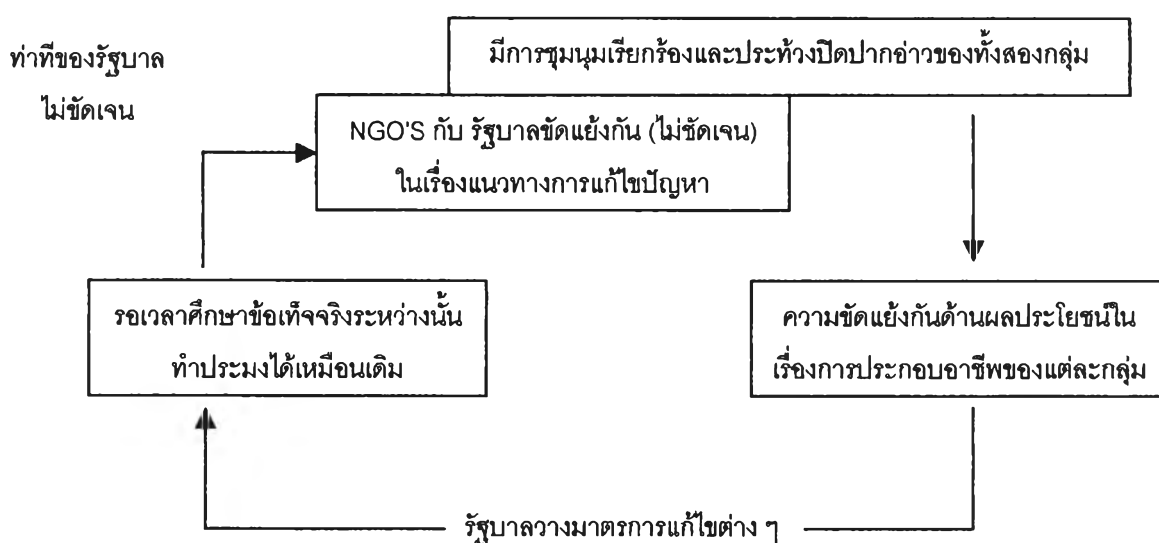 ท่าทีของรัฐบาล
ไม่ชัดเจน
มีการชุมนุมเรียกร้องและประท้วงปิดปากอ่าวของทั้งสองกลุ่ม
NGO'S กับ รัฐบาลขัดแย้งกัน (ไม่ชัดเจน)
ในเรื่องแนวทางการแก้ไขปัญหา
รอเวลาศึกษาข้อเท็จจริงระหว่างนั้น
ทำประมงได้เหมือนเดิม
ความขัดแย้งกันด้านผลประโยชน์ใน
เรื่องการประกอบอาชีพของแต่ละกลุ่ม
รัฐบาลวางมาตรการแก้ไขต่าง ๆ